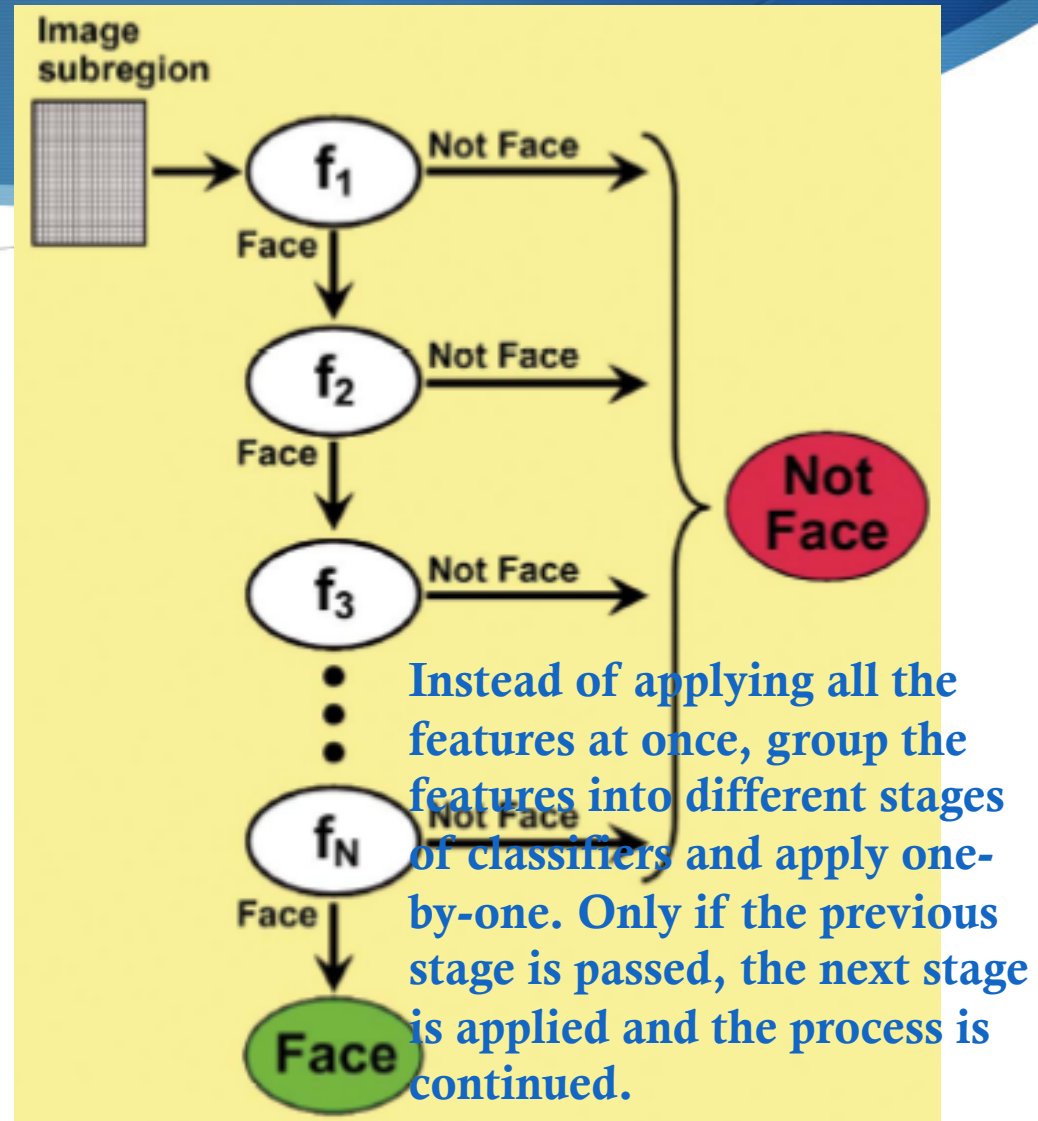 Image
subregion
f₁
Not Face
Face
f₂
Not Face
Face
f₃
Not Face
Not
Face
fN
Not Face
Face
Face
Instead of applying all the
features at once, group the
features into different stages
of classifiers and apply one-
by-one. Only if the previous
stage is passed, the next stage
is applied and the process is
continued.